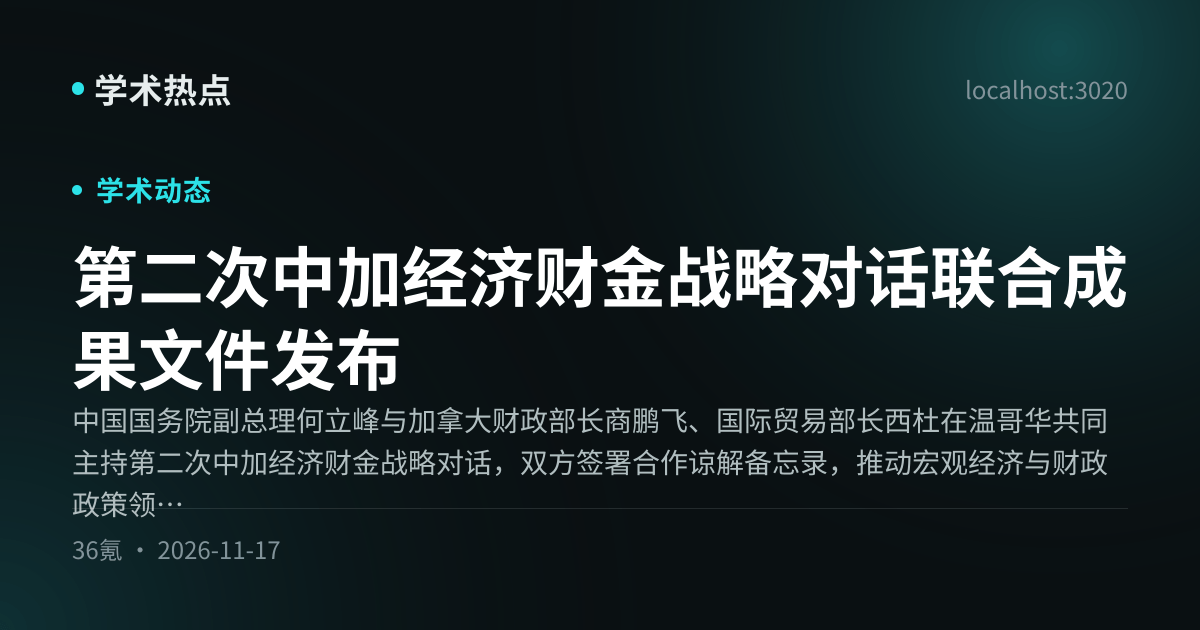 学术热点
localhost:3020
学术动态
第二次中加经济财金战略对话联合成
果文件发布
中国国务院副总理何立峰与加拿大财政部长商鹏飞、国际贸易部长西杜在温哥华共同
主持第二次中加经济财金战略对话，双方签署合作谅解备忘录，推动宏观经济与财政
政策领…
36氪 • 2026-11-17